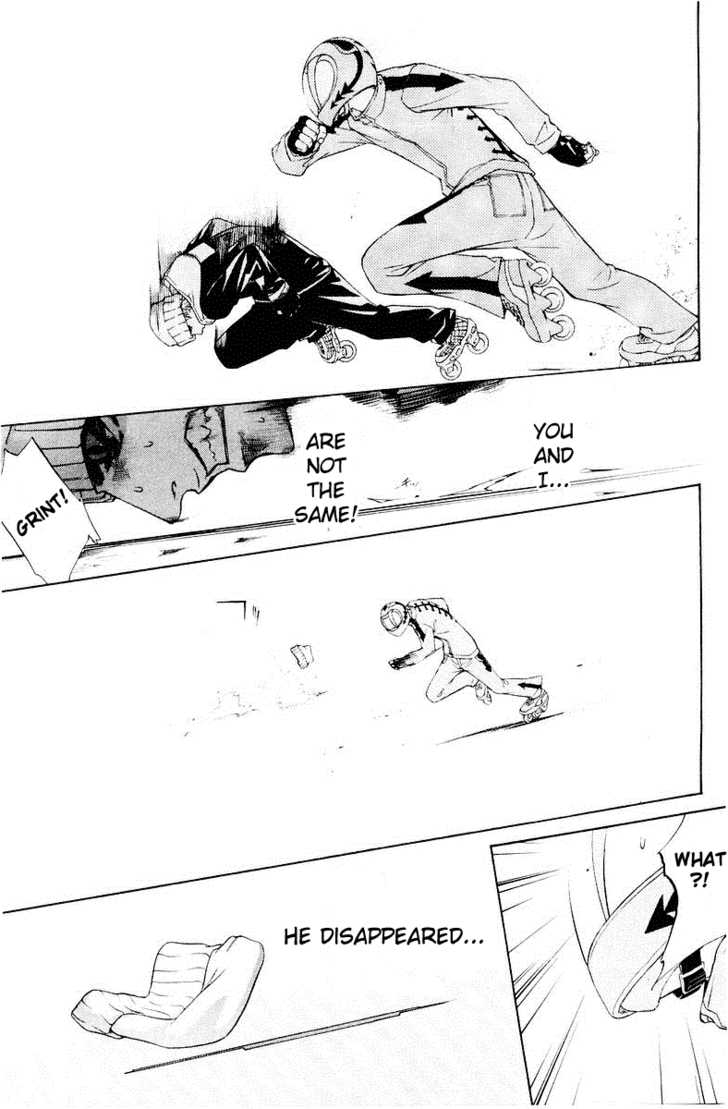 YOU
AND
I...
ARE
NOT
THE
SAME!
GRINT!
WHAT
?!
HE DISAPPEARED...